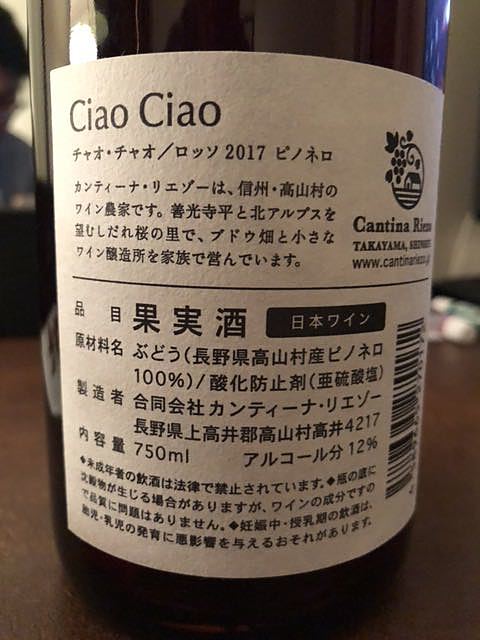 Ciao Ciao
チャオ・チャオ／ロッソ 2017 ピノネロ
カンティーナ・リエゾーは、信州・高山村の
ワイン農家です。善光寺平と北アルプスを
望むしだれ桜の里で、ブドウ畑と小さな
ワイン醸造所を家族で営んでいます。
Cantina Riezo
TAKAYAMA,
www.cantinariezo.jp
品目 果実酒 日本ワイン
原材料名 ぶどう(長野県高山村産ピノネロ
100%)/酸化防止剤(亜硫酸塩)
製造者 合同会社カンティーナ・リエゾー
長野県上高井郡高山村高井4217
内容量 750ml アルコール分 12%
◆未成年者の飲酒は法律で禁止されています。◆瓶の底に
沈殿物が生じる場合がありますが、ワインの成分ですの
で品質に問題はありません。◆妊娠中・授乳期の飲酒は、
胎児・乳児の発育に悪影響を与えるおそれがあります。